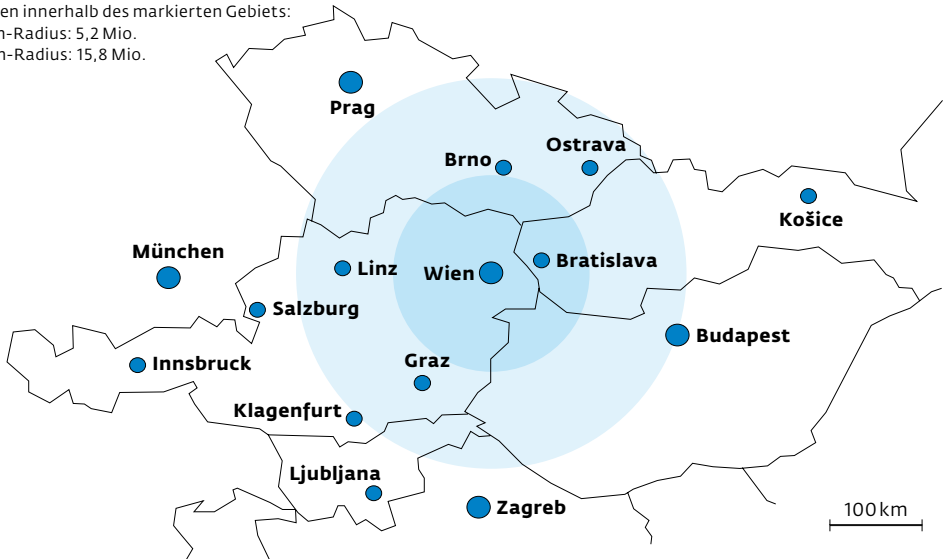 en innerhalb des markierten Gebiets:
-Radius: 5,2 Mio.
-Radius: 15,8 Mio.
Prag
Ostrava
Brno
Košice
München
Bratislava
Linz
Wien
Salzburg
Budapest
Graz
Innsbruck
Klagenfurt
Ljubljana
100 km
Zagreb